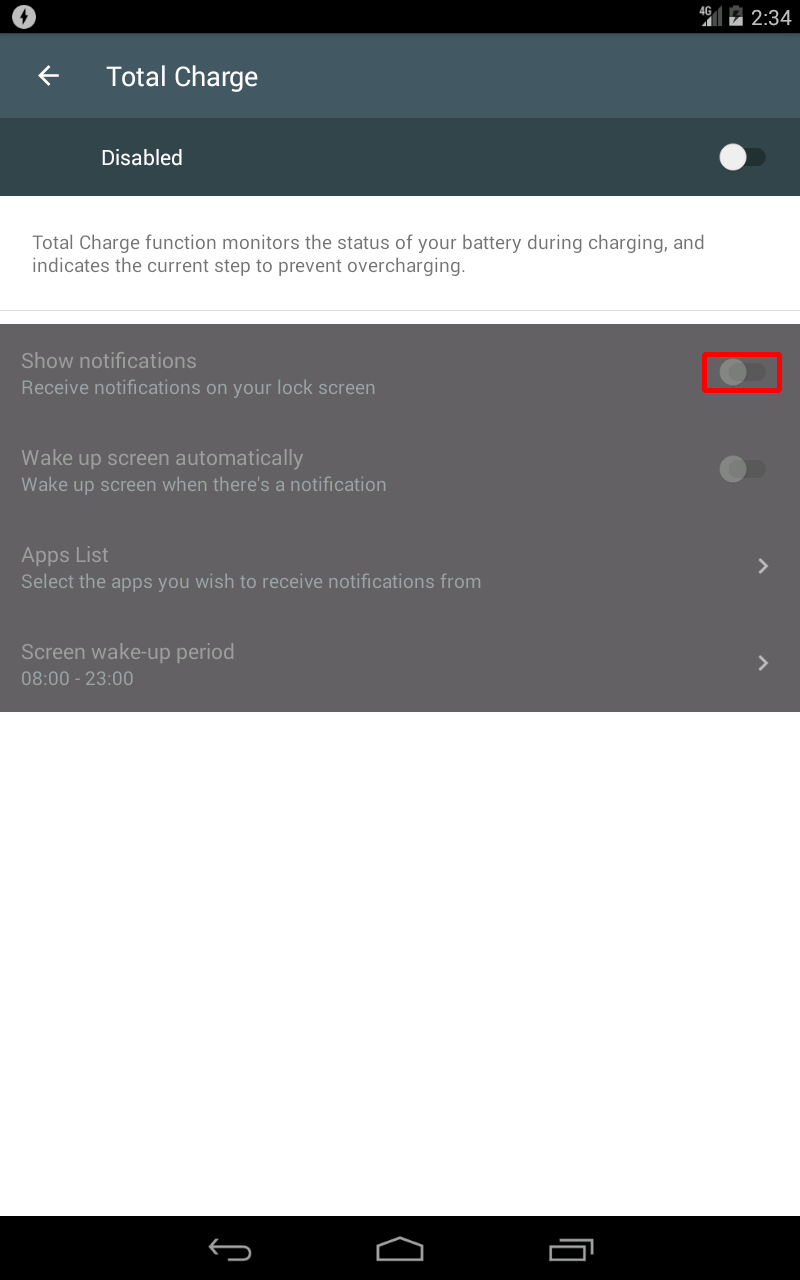 4G 2:34
Total Charge
Disabled
Total Charge function monitors the status of your battery during charging, and
indicates the current step to prevent overcharging.
Show notifications
Receive notifications on your lock screen
Wake up screen automatically
Wake up screen when there's a notification
Apps List
Select the apps you wish to receive notifications from
Screen wake-up period
08:00 - 23:00